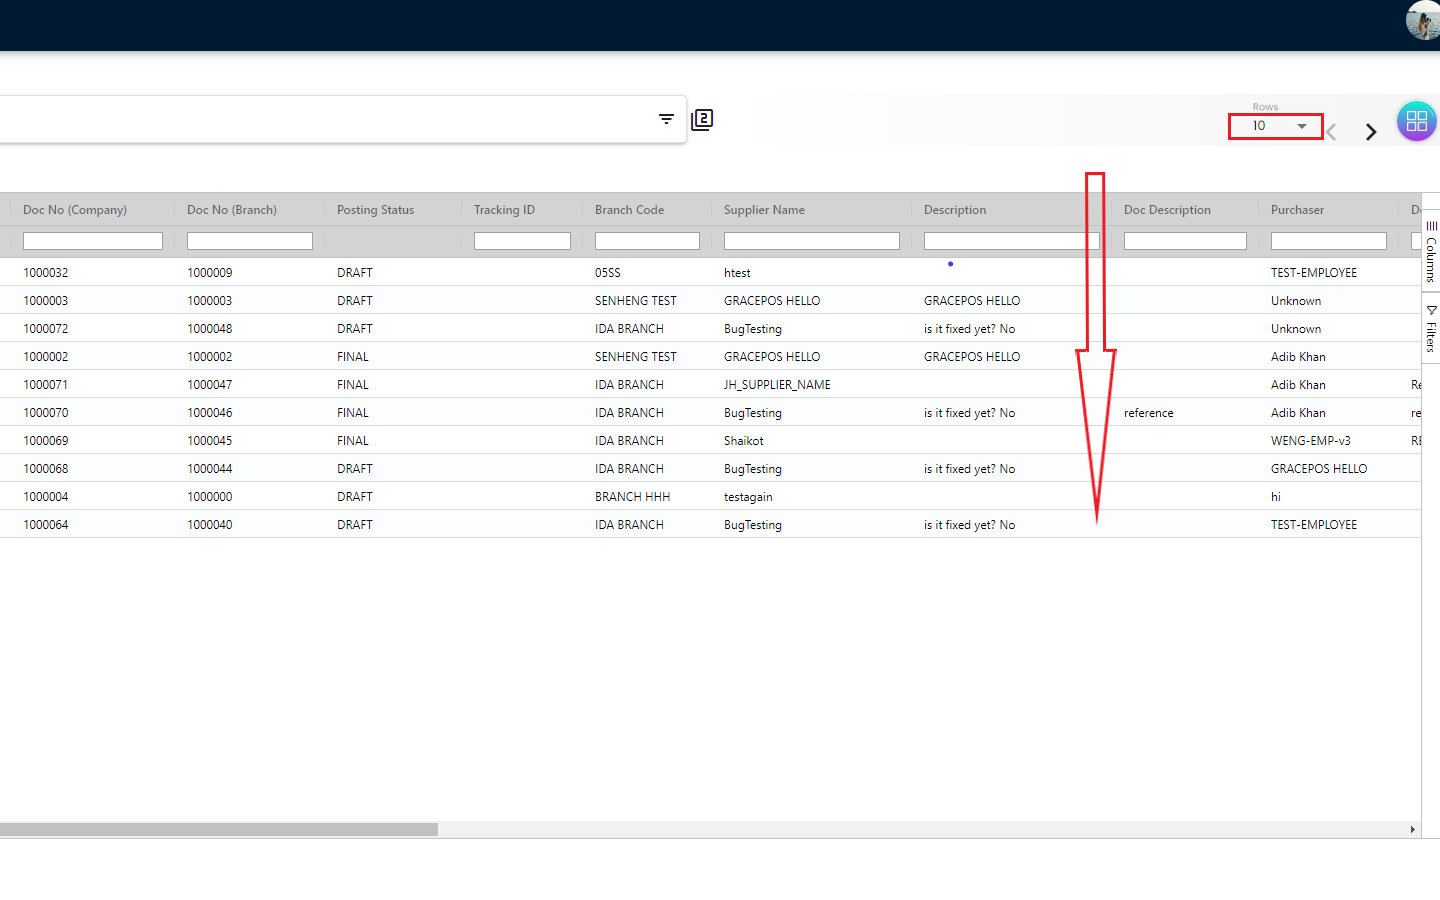 2
Rows
10
Doc No (Company) Doc No (Branch) Posting Status Tracking ID Branch Code Supplier Name Description Doc Description Purchaser
1000032 1000009 DRAFT 05SS htest TEST-EMPLOYEE
1000003 1000003 DRAFT SENHENG TEST GRACEPOS HELLO GRACEPOS HELLO Unknown
1000072 1000048 DRAFT IDA BRANCH BugTesting is it fixed yet? No Unknown
1000002 1000002 FINAL SENHENG TEST GRACEPOS HELLO GRACEPOS HELLO Adib Khan
1000071 1000047 FINAL IDA BRANCH JH_SUPPLIER_NAME Adib Khan
1000070 1000046 FINAL IDA BRANCH BugTesting is it fixed yet? No reference Adib Khan
1000069 1000045 FINAL IDA BRANCH Shaikot WENG-EMP-v3
1000068 1000044 DRAFT IDA BRANCH BugTesting is it fixed yet? No GRACEPOS HELLO
1000004 1000000 DRAFT BRANCH HHH testagain hi
1000064 1000040 DRAFT IDA BRANCH BugTesting is it fixed yet? No TEST-EMPLOYEE
Columns
Filters